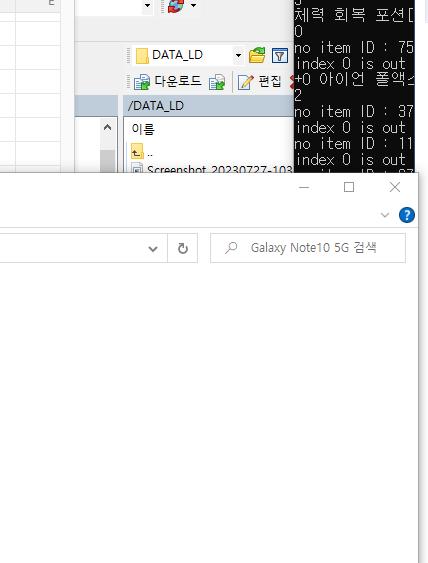 E
DATA_LD
다운로드
편집
/DATA_LD
이름
..
Screenshot_20230727-103
체력 회복 포션[
0
no item ID : 75
index 0 is out
+0 아이언 폴액스
2
no item ID : 37
index 0 is out
no item ID : 11
index 0 is out
?
Galaxy Note10 5G 검색